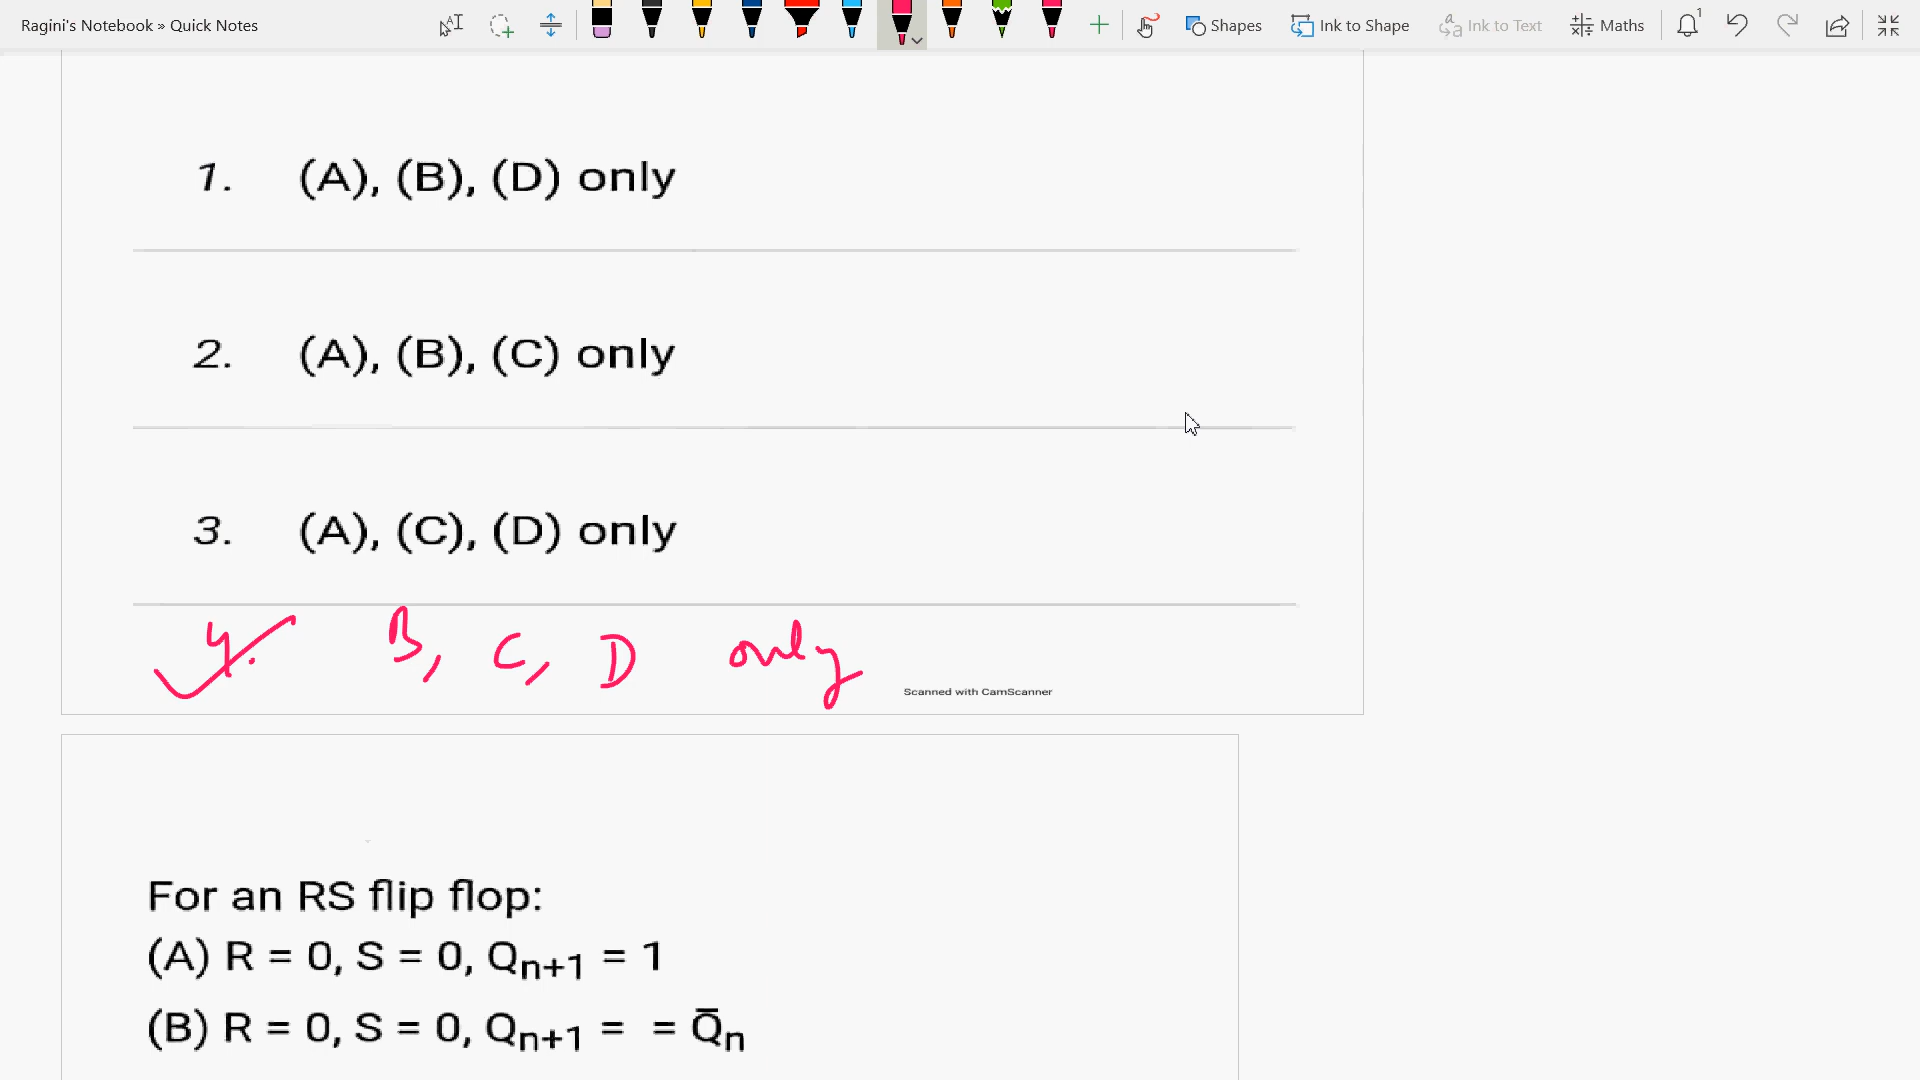 Ragini's Notebook » Quick Notes
Shapes
Ink to Shape
Ink to Text
Maths
1
1. (A), (B), (D) only
2. (A), (B), (C) only
3. (A), (C), (D) only
4. B, C, D only
Scanned with CamScanner
For an RS flip flop:
(A) R = 0, S = 0, Qn+1 = 1
(B) R = 0, S = 0, Qn+1 = = Q̄n